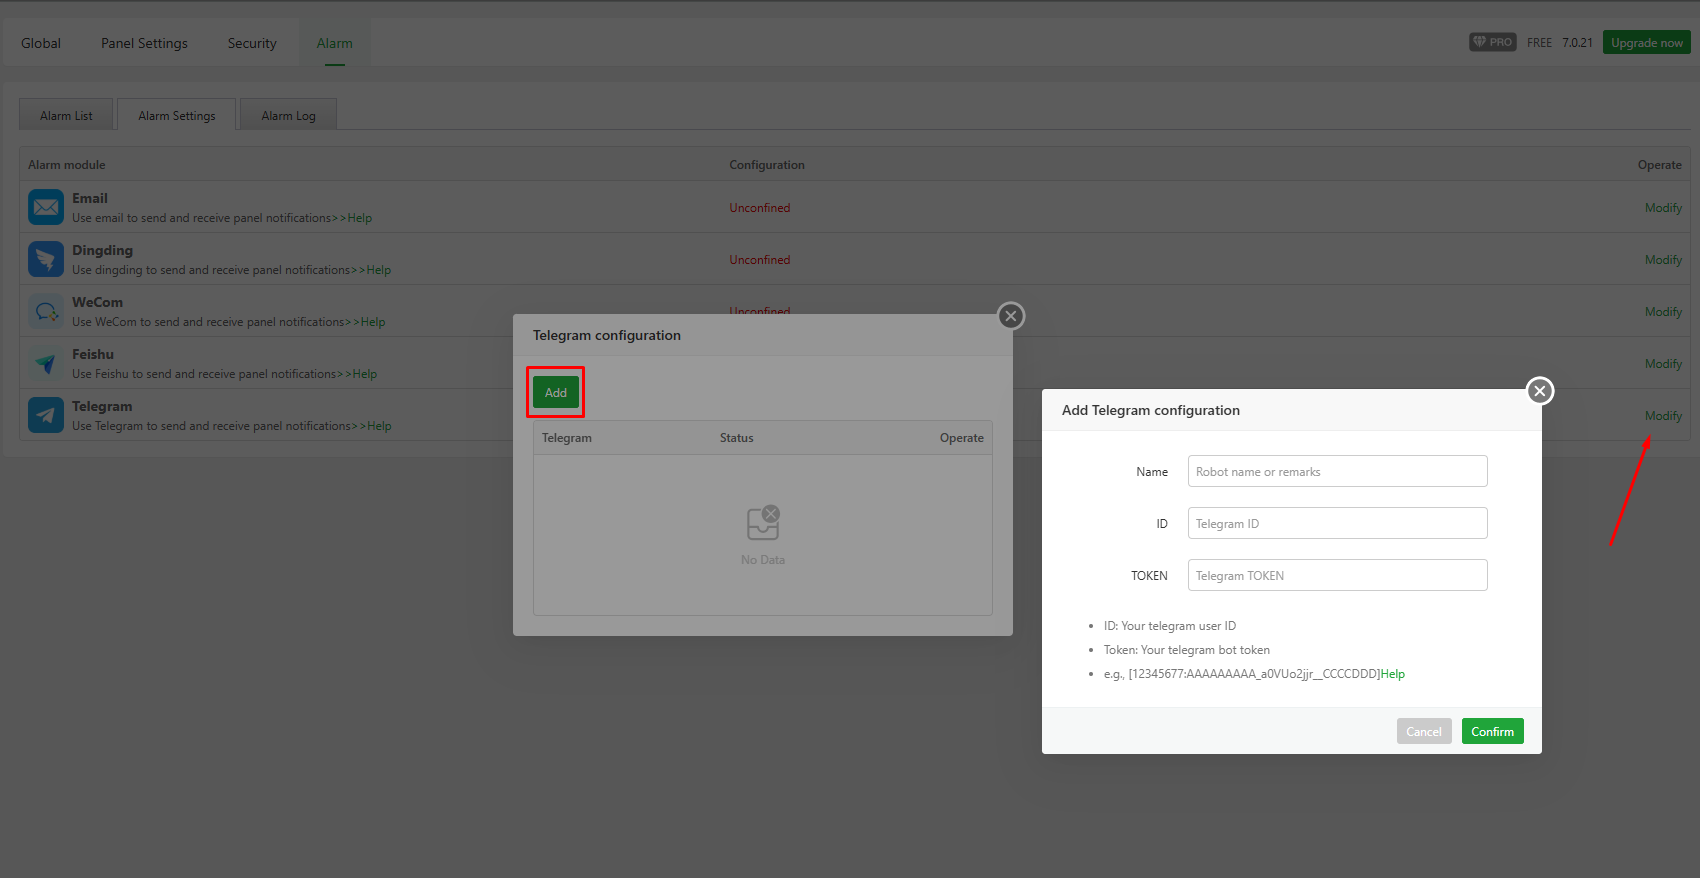 Global Panel Settings Security Alarm
PRO FREE 7.0.21 Upgrade now
Alarm List Alarm Settings Alarm Log
Alarm module Configuration Operate
Email
Use email to send and receive panel notifications>>Help
Unconfined Modify
Dingding
Use dingding to send and receive panel notifications>>Help
Unconfined Modify
WeCom
Use WeCom to send and receive panel notifications>>Help
Unconfined Modify
Feishu
Use Feishu to send and receive panel notifications>>Help
Modify
Telegram
Use Telegram to send and receive panel notifications>>Help
Modify
Telegram configuration
Add
Telegram Status Operate
No Data
Add Telegram configuration
Name Robot name or remarks
ID Telegram ID
TOKEN Telegram TOKEN
ID: Your telegram user ID
Token: Your telegram bot token
e.g., [12345677:AAAAAAAAA_a0VUo2jjr__CCCCDDD]Help
Cancel Confirm